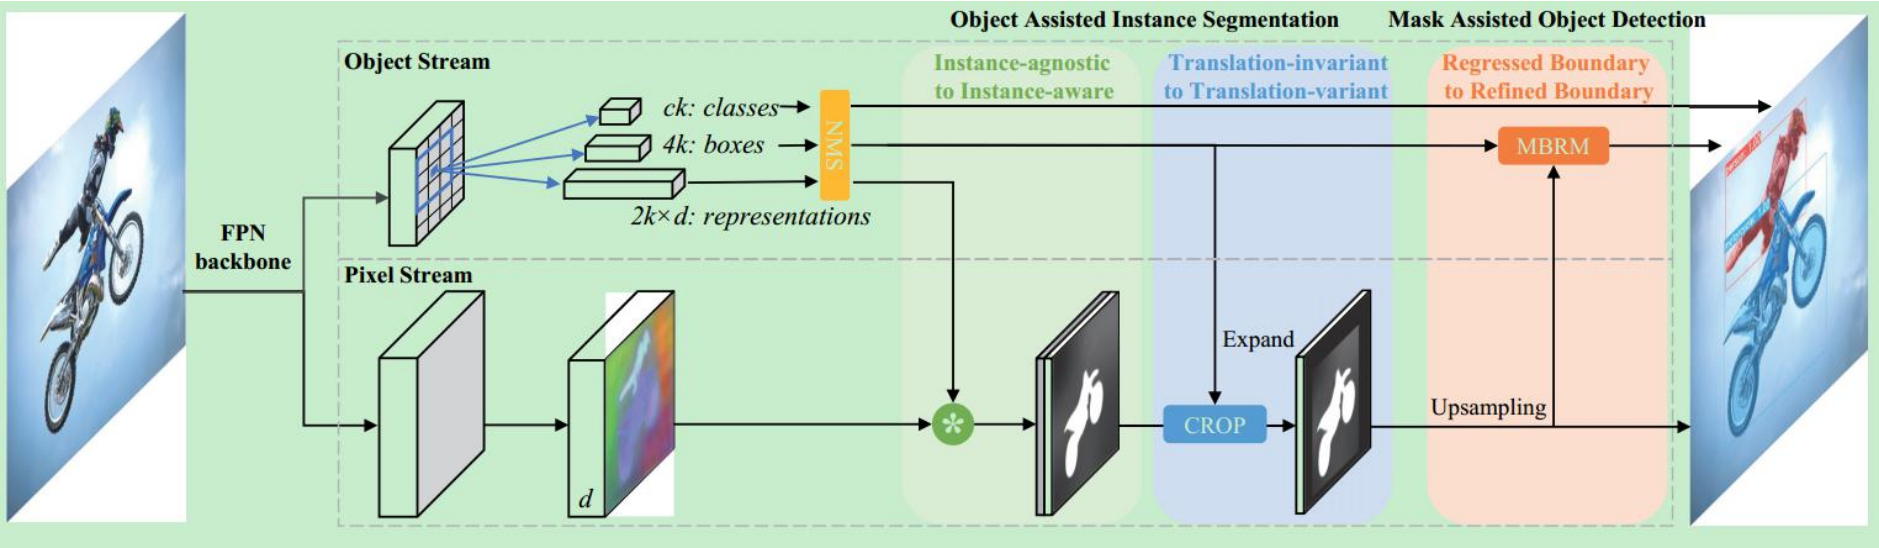 Object Assisted Instance Segmentation
Mask Assisted Object Detection
Object Stream
Instance-agnostic
to Instance-aware
Translation-invariant
to Translation-variant
Regressed Boundary
to Refined Boundary
ck: classes
4k: boxes
2k×d: representations
NMS
MBRM
FPN
backbone
Pixel Stream
d
*
Expand
CROP
Upsampling